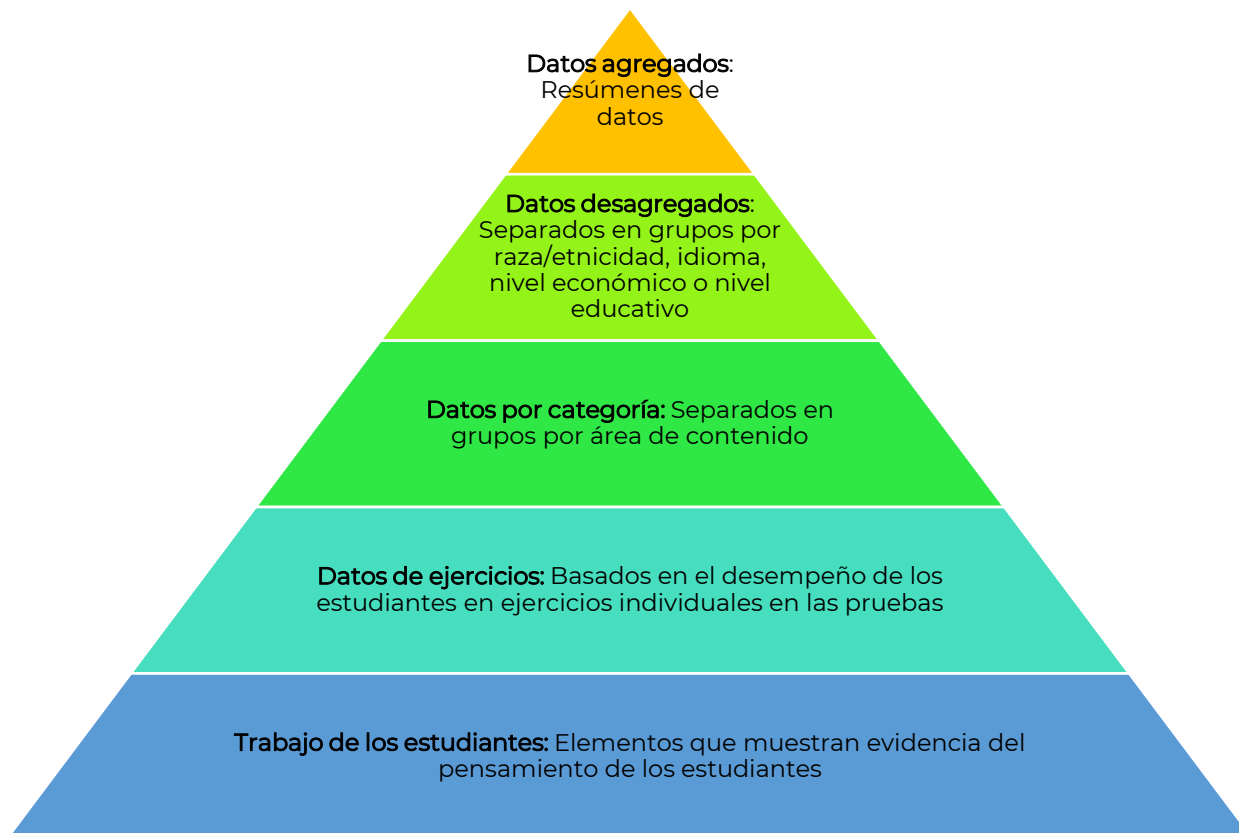 Datos agregados:
Resúmenes de
datos
Datos desagregados:
Separados en grupos por
raza/etnicidad, idioma,
nivel económico o nivel
educativo
Datos por categoría: Separados en
grupos por área de contenido
Datos de ejercicios: Basados en el desempeño de los
estudiantes en ejercicios individuales en las pruebas
Trabajo de los estudiantes: Elementos que muestran evidencia del
pensamiento de los estudiantes